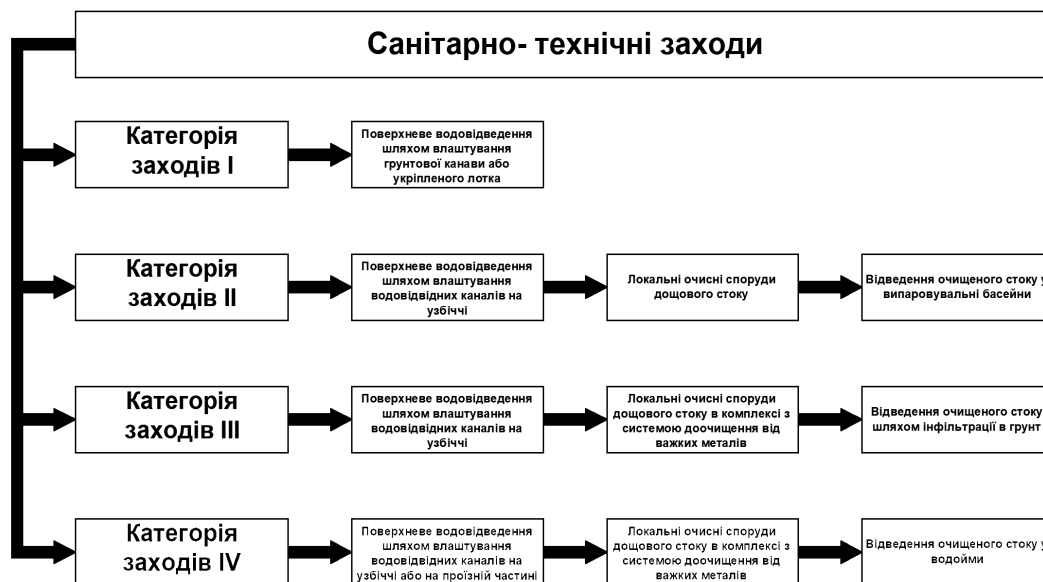 Санітарно- технічні заходи
Категорія
заходів I
Поверхневе водовідведення
шляхом влаштування
грунтової канави або
укріпленого лотка
Категорія
заходів II
Поверхневе водовідведення
шляхом влаштування
водовідвідних каналів на
узбіччі
Локальні очисні споруди
дощового стоку
Відведення очищеного стоку у
випаровувальні басейни
Категорія
заходів III
Поверхневе водовідведення
шляхом влаштування
водовідвідних каналів на
узбіччі
Локальні очисні споруди
дощового стоку в комплексі з
системою доочищення від
важких металів
Відведення очищеного стоку
шляхом інфільтрації в грунт
Категорія
заходів IV
Поверхневе водовідведення
шляхом влаштування
водовідвідних каналів на
узбіччі або на проїзній частині
Локальні очисні споруди
дощового стоку в комплексі з
системою доочищення від
важких металів
Відведення очищеного стоку у
водойми